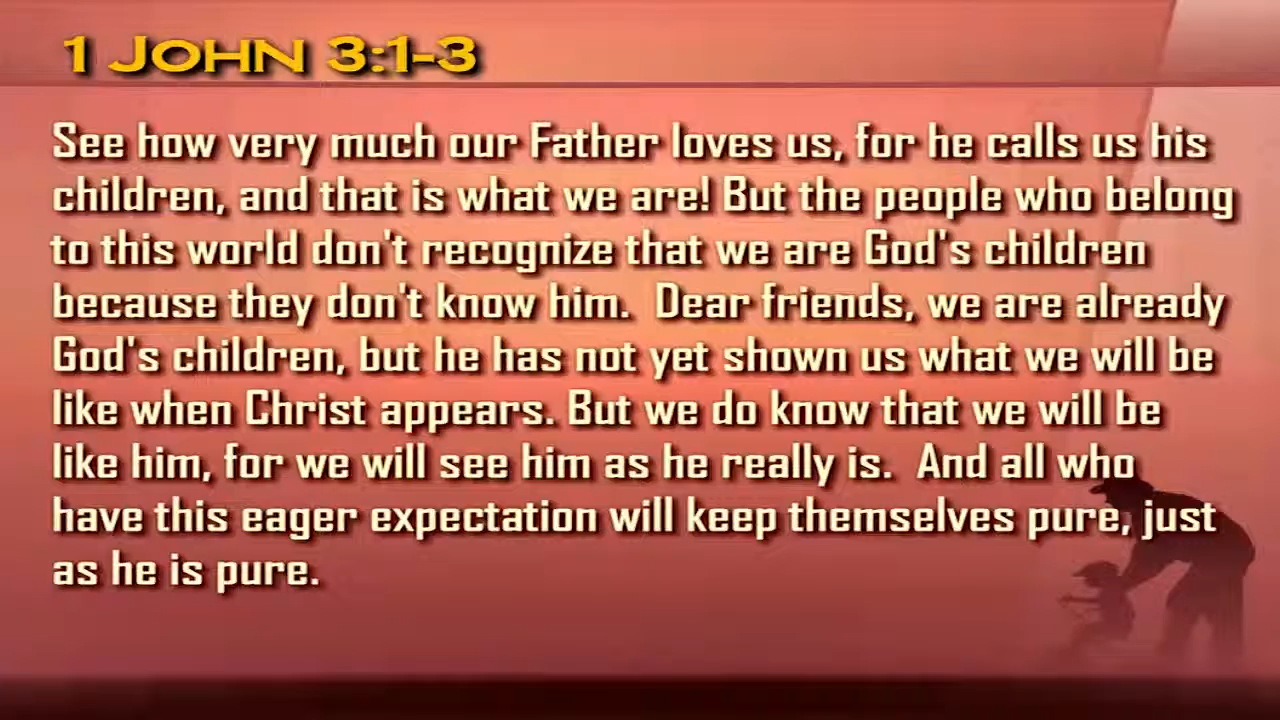 1 JOHN 3:1-3
See how very much our Father loves us, for he calls us his
children, and that is what we are! But the people who belong
to this world don't recognize that we are God's children
because they don't know him.  Dear friends, we are already
God's children, but he has not yet shown us what we will be
like when Christ appears. But we do know that we will be
like him, for we will see him as he really is.  And all who
have this eager expectation will keep themselves pure, just
as he is pure.